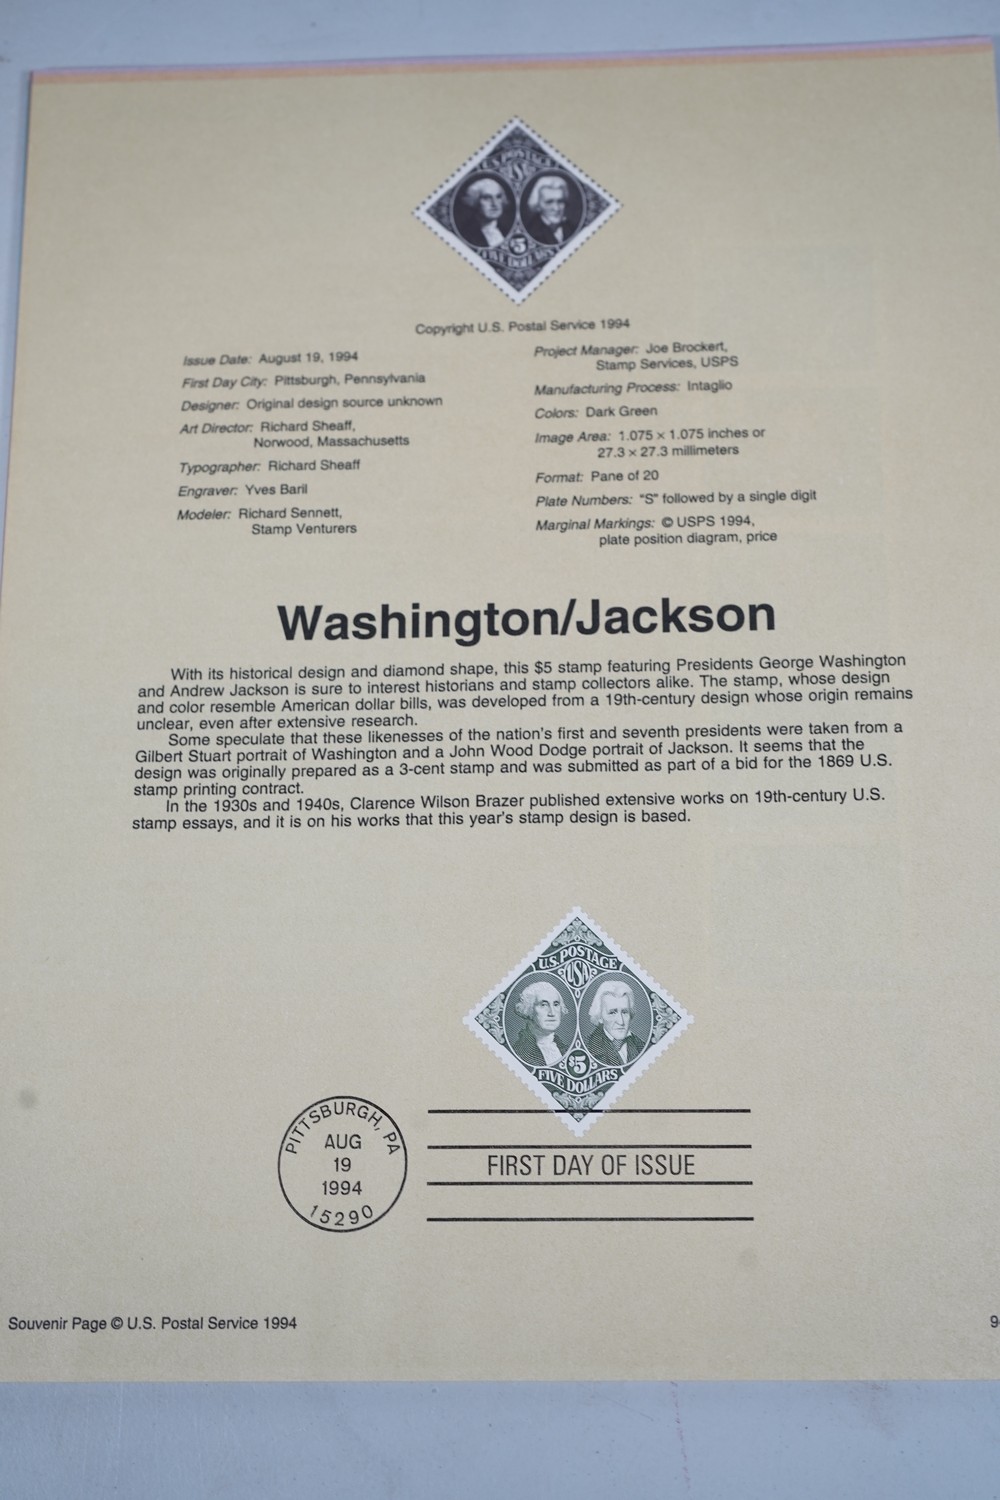 U.S. POSTAGE
$5
FIVE DOLLARS
Copyright U.S. Postal Service 1994
Issue Date: August 19, 1994
First Day City: Pittsburgh, Pennsylvania
Designer: Original design source unknown
Art Director: Richard Sheaff,
Norwood, Massachusetts
Typographer: Richard Sheaff
Engraver: Yves Baril
Modeler: Richard Sennett,
Stamp Venturers
Project Manager: Joe Brockert,
Stamp Services, USPS
Manufacturing Process: Intaglio
Colors: Dark Green
Image Area: 1.075 × 1.075 inches or
27.3 × 27.3 millimeters
Format: Pane of 20
Plate Numbers: "S" followed by a single digit
Marginal Markings: © USPS 1994,
plate position diagram, price
Washington/Jackson
With its historical design and diamond shape, this $5 stamp featuring Presidents George Washington
and Andrew Jackson is sure to interest historians and stamp collectors alike. The stamp, whose design
and color resemble American dollar bills, was developed from a 19th-century design whose origin remains
unclear, even after extensive research.
Some speculate that these likenesses of the nation's first and seventh presidents were taken from a
Gilbert Stuart portrait of Washington and a John Wood Dodge portrait of Jackson. It seems that the
design was originally prepared as a 3-cent stamp and was submitted as part of a bid for the 1869 U.S.
stamp printing contract.
In the 1930s and 1940s, Clarence Wilson Brazer published extensive works on 19th-century U.S.
stamp essays, and it is on his works that this year's stamp design is based.
U.S. POSTAGE
USA
$5
FIVE DOLLARS
PITTSBURGH, PA
AUG
19
1994
15290
FIRST DAY OF ISSUE
Souvenir Page © U.S. Postal Service 1994